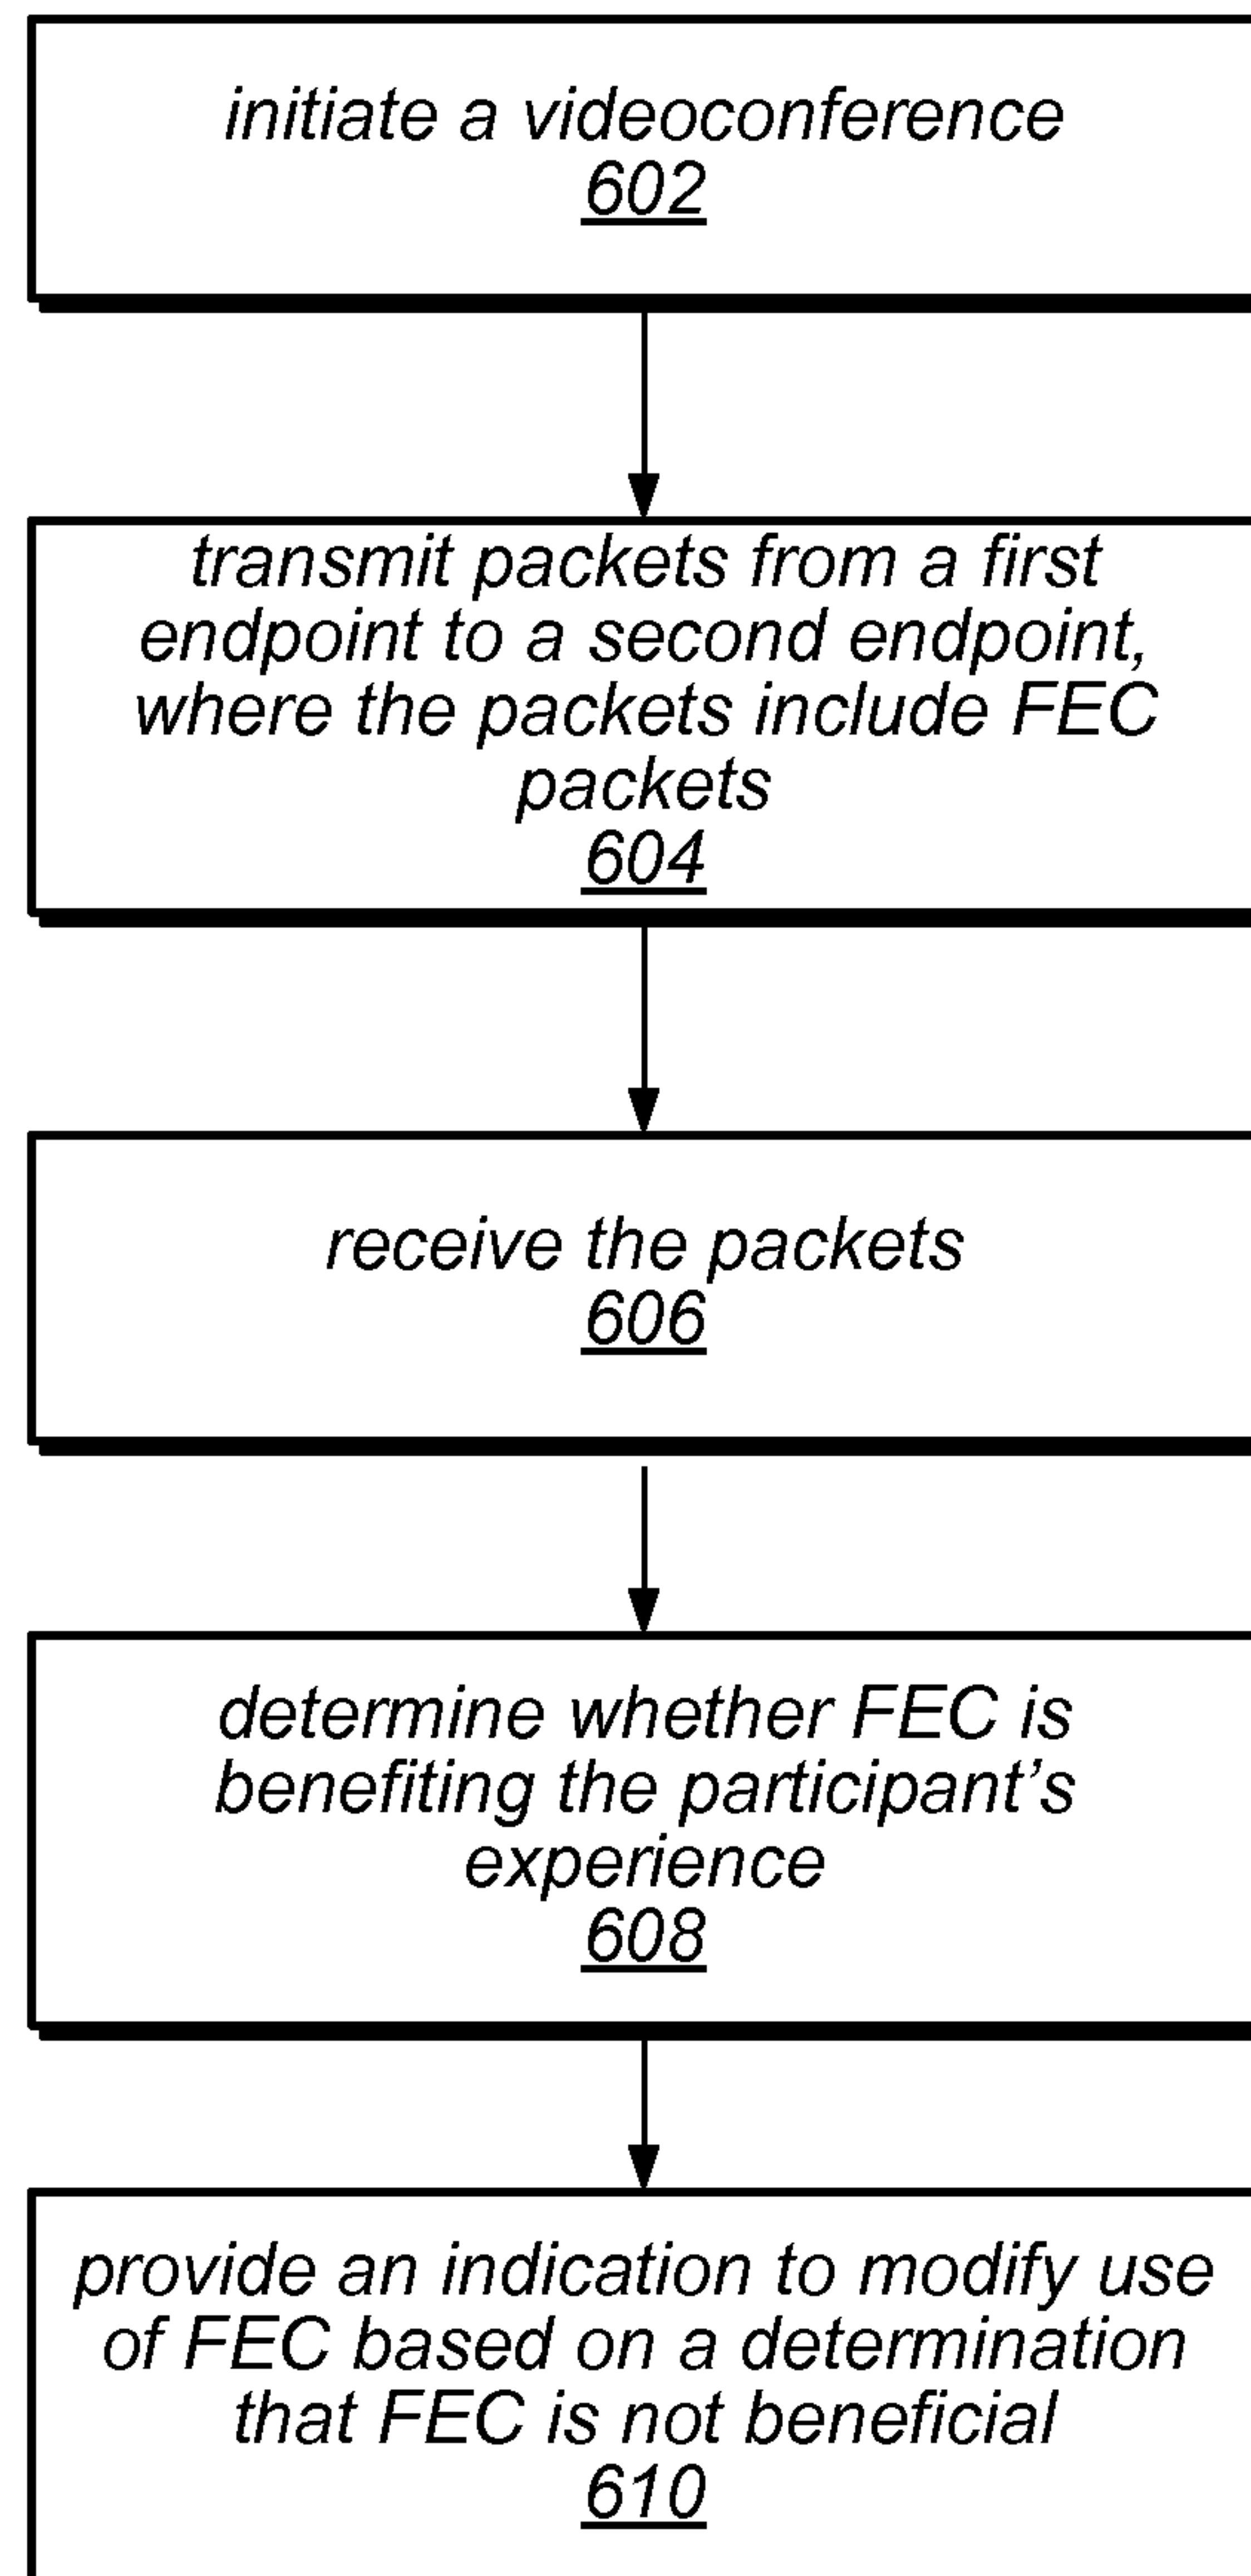 initiate a videoconference
602
transmit packets from a first
endpoint to a second endpoint,
where the packets include FEC
packets
604
receive the packets
606
determine whether FEC is
benefiting the participant’s
experience
608
provide an indication to modify use
of FEC based on a determination
that FEC is not beneficial
610